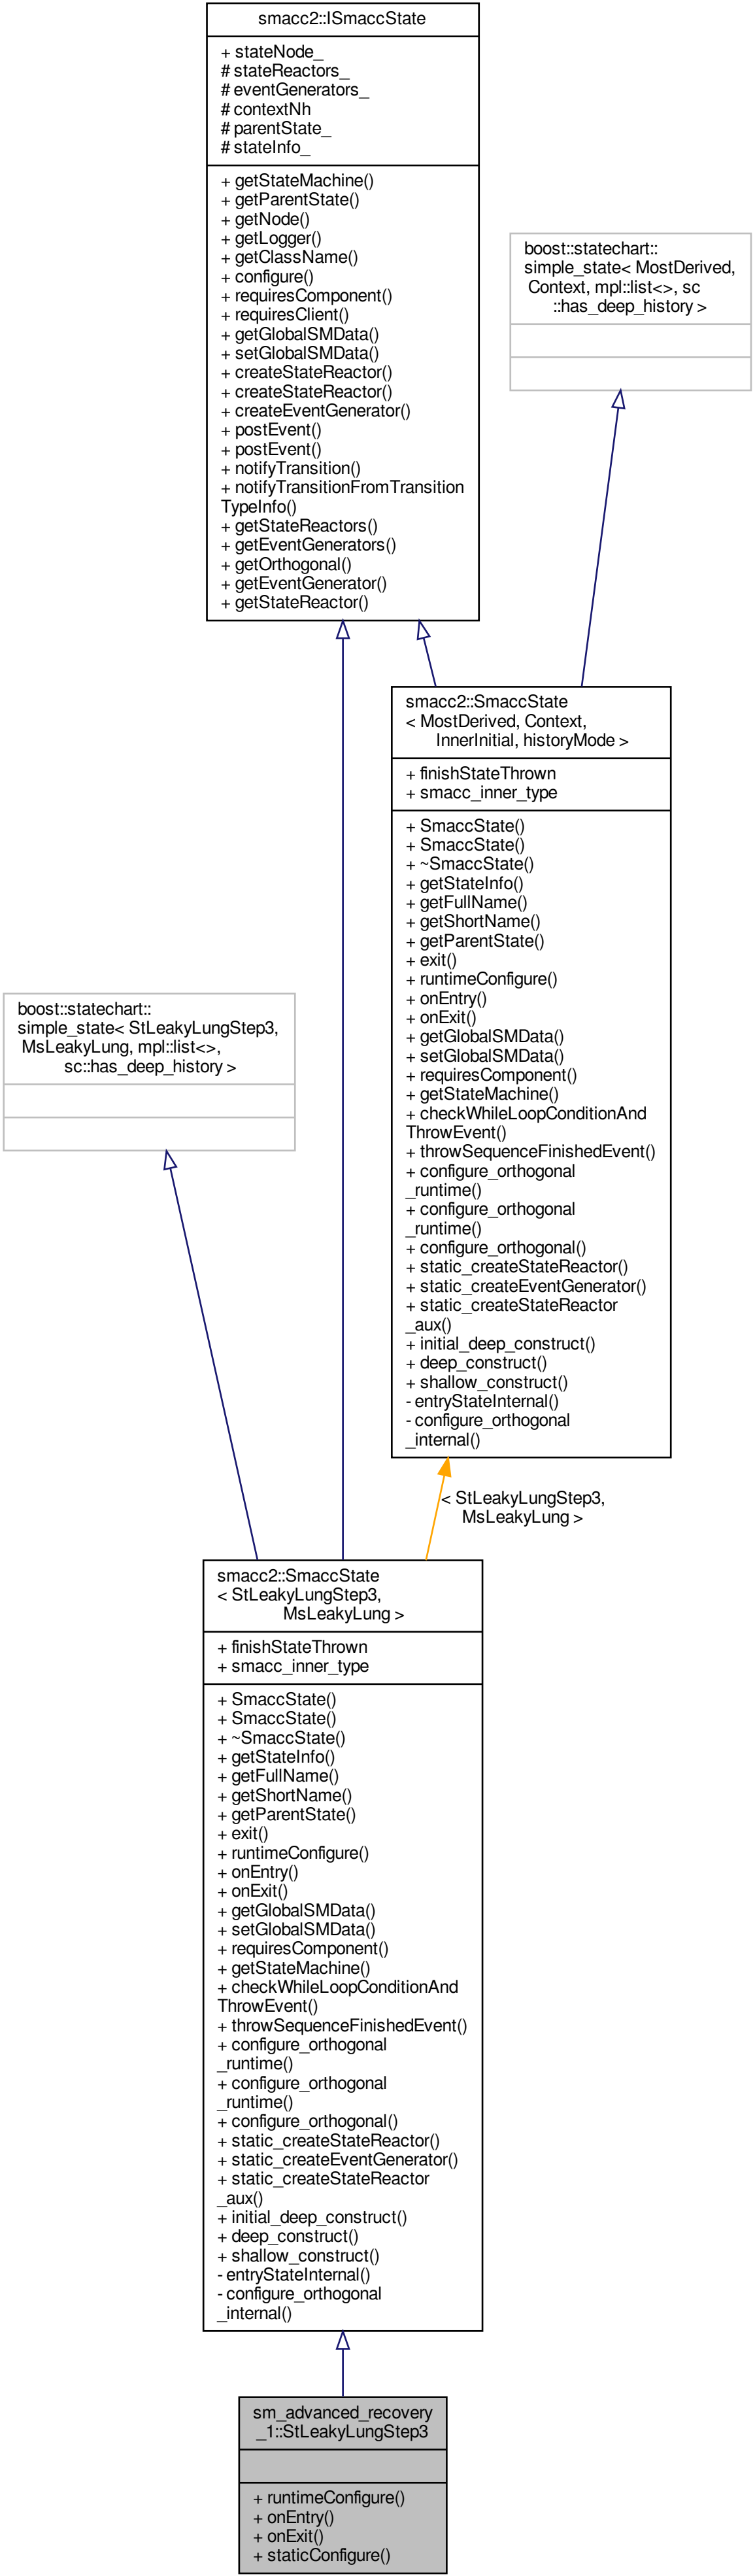 smacc2::ISmaccState
+ stateNode_
# stateReactors_
# eventGenerators_
# contextNh
# parentState_
# stateInfo_
+ getStateMachine()
+ getParentState()
+ getNode()
+ getLogger()
+ getClassName()
+ configure()
+ requiresComponent()
+ requiresClient()
+ getGlobalSMData()
+ setGlobalSMData()
+ createStateReactor()
+ createStateReactor()
+ createEventGenerator()
+ postEvent()
+ postEvent()
+ notifyTransition()
+ notifyTransitionFromTransition
TypeInfo()
+ getStateReactors()
+ getEventGenerators()
+ getOrthogonal()
+ getEventGenerator()
+ getStateReactor()
boost::statechart::
simple_state< MostDerived,
Context, mpl::list<>, sc
::has_deep_history >
smacc2::SmaccState
< MostDerived, Context,
InnerInitial, historyMode >
+ finishStateThrown
+ smacc_inner_type
+ SmaccState()
+ SmaccState()
+ ~SmaccState()
+ getStateInfo()
+ getFullName()
+ getShortName()
+ getParentState()
+ exit()
+ runtimeConfigure()
+ onEntry()
+ onExit()
+ getGlobalSMData()
+ setGlobalSMData()
+ requiresComponent()
+ getStateMachine()
+ checkWhileLoopConditionAnd
ThrowEvent()
+ throwSequenceFinishedEvent()
+ configure_orthogonal
_runtime()
+ configure_orthogonal
_runtime()
+ configure_orthogonal()
+ static_createStateReactor()
+ static_createEventGenerator()
+ static_createStateReactor
_aux()
+ initial_deep_construct()
+ deep_construct()
+ shallow_construct()
- entryStateInternal()
- configure_orthogonal
_internal()
boost::statechart::
simple_state< StLeakyLungStep3,
MsLeakyLung, mpl::list<>,
sc::has_deep_history >
< StLeakyLungStep3,
MsLeakyLung >
smacc2::SmaccState
< StLeakyLungStep3,
MsLeakyLung >
+ finishStateThrown
+ smacc_inner_type
+ SmaccState()
+ SmaccState()
+ ~SmaccState()
+ getStateInfo()
+ getFullName()
+ getShortName()
+ getParentState()
+ exit()
+ runtimeConfigure()
+ onEntry()
+ onExit()
+ getGlobalSMData()
+ setGlobalSMData()
+ requiresComponent()
+ getStateMachine()
+ checkWhileLoopConditionAnd
ThrowEvent()
+ throwSequenceFinishedEvent()
+ configure_orthogonal
_runtime()
+ configure_orthogonal
_runtime()
+ configure_orthogonal()
+ static_createStateReactor()
+ static_createEventGenerator()
+ static_createStateReactor
_aux()
+ initial_deep_construct()
+ deep_construct()
+ shallow_construct()
- entryStateInternal()
- configure_orthogonal
_internal()
sm_advanced_recovery
_1::StLeakyLungStep3
+ runtimeConfigure()
+ onEntry()
+ onExit()
+ staticConfigure()